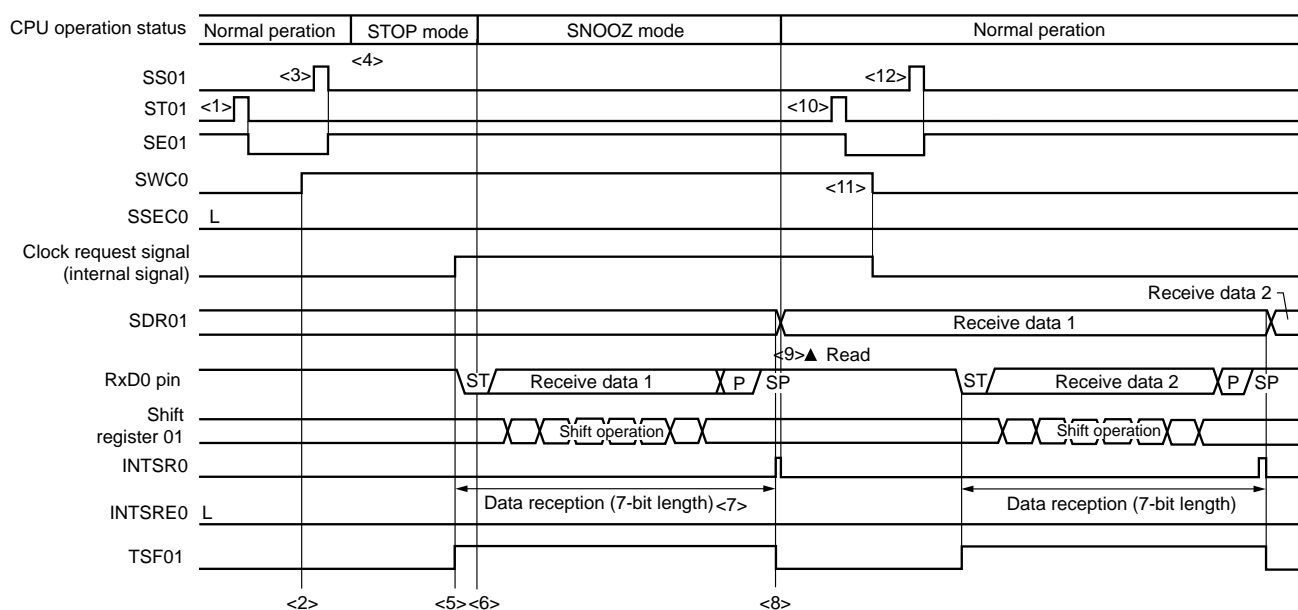 CPU operation status Normal peration STOP mode SNOOZ mode Normal peration
<4>
SS01 <3> <12>
ST01 <1> <10>
SE01
SWC0 <11>
SSEC0 L
Clock request signal
(internal signal)
Receive data 2
SDR01 Receive data 1
<9>▲ Read
RxD0 pin ST Receive data 1 P SP ST Receive data 2 P SP
Shift
register 01 Shift operation Shift operation
INTSR0
Data reception (7-bit length) <7> Data reception (7-bit length)
INTSRE0 L
TSF01
<2> <5> <6> <8>